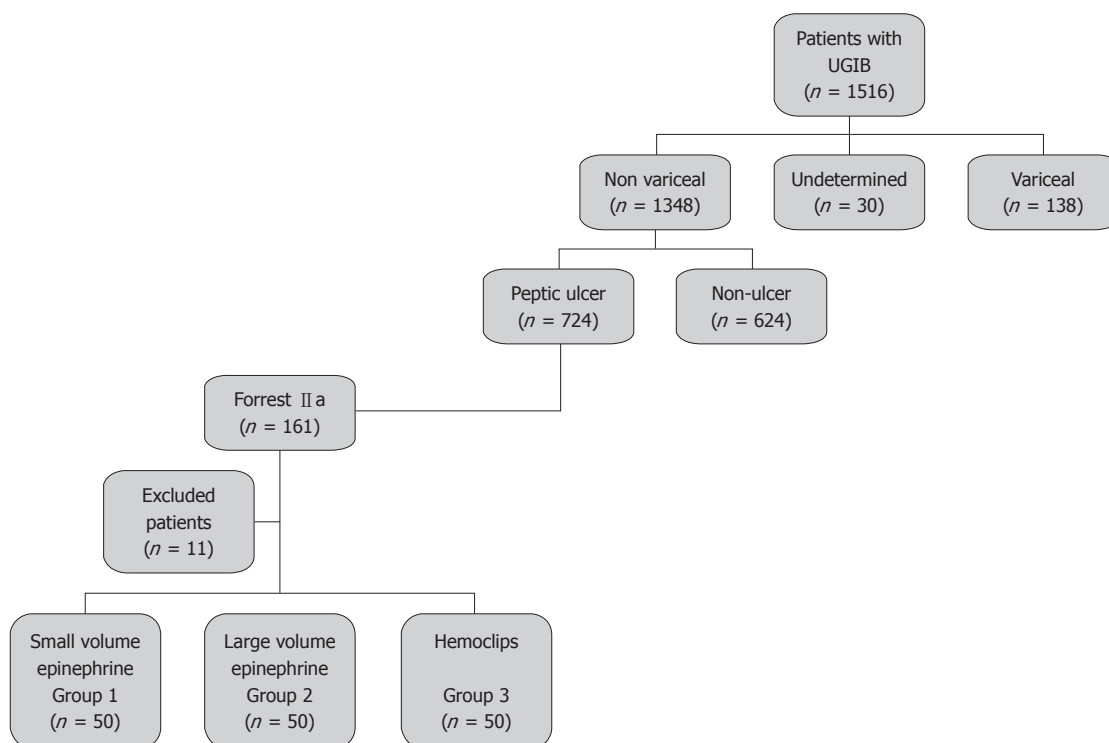 Patients with
UGIB
(n = 1516)
Non variceal
(n = 1348)
Undetermined
(n = 30)
Variceal
(n = 138)
Peptic ulcer
(n = 724)
Non-ulcer
(n = 624)
Forrest Ⅱa
(n = 161)
Excluded
patients
(n = 11)
Small volume
epinephrine
Group 1
(n = 50)
Large volume
epinephrine
Group 2
(n = 50)
Hemoclips
Group 3
(n = 50)